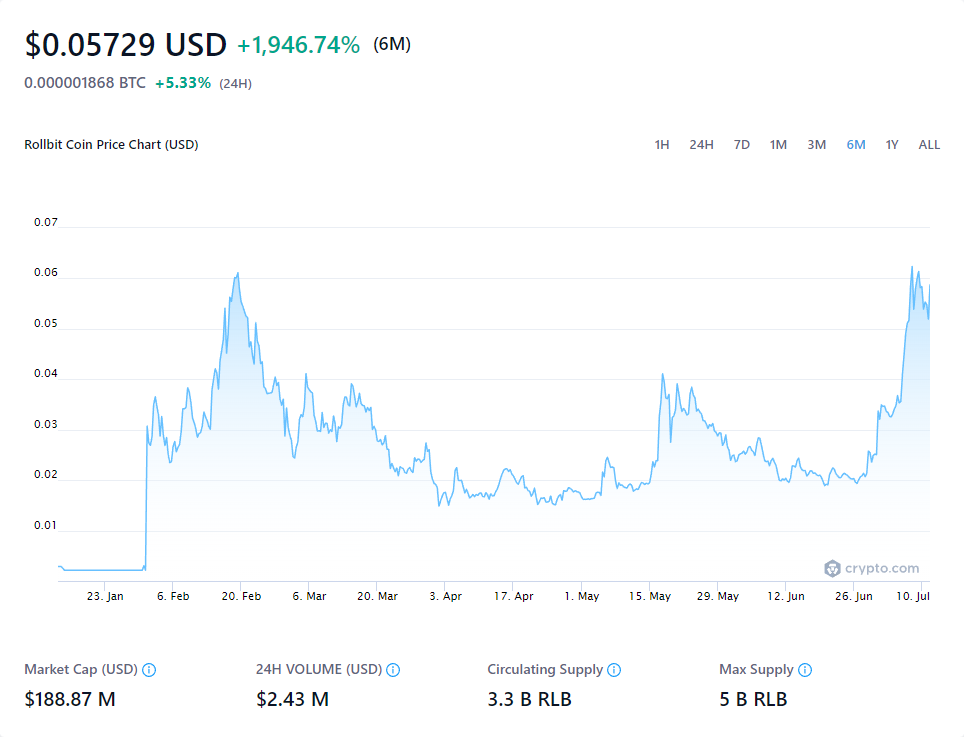 $0.05729 USD +1,946.74% (6M)
0.000001868 BTC +5.33% (24H)
Rollbit Coin Price Chart (USD) 1H 24H 7D 1M 3M 6M 1Y ALL
0.07
0.06
0.05
0.04
0.03
0.02
0.01
crypto.com
23. Jan 6. Feb 20. Feb 6. Mar 20. Mar 3. Apr 17. Apr 1. May 15. May 29. May 12. Jun 26. Jun 10. Jul
Market Cap (USD) 24H VOLUME (USD) Circulating Supply Max Supply
$188.87 M $2.43 M 3.3 B RLB 5 B RLB